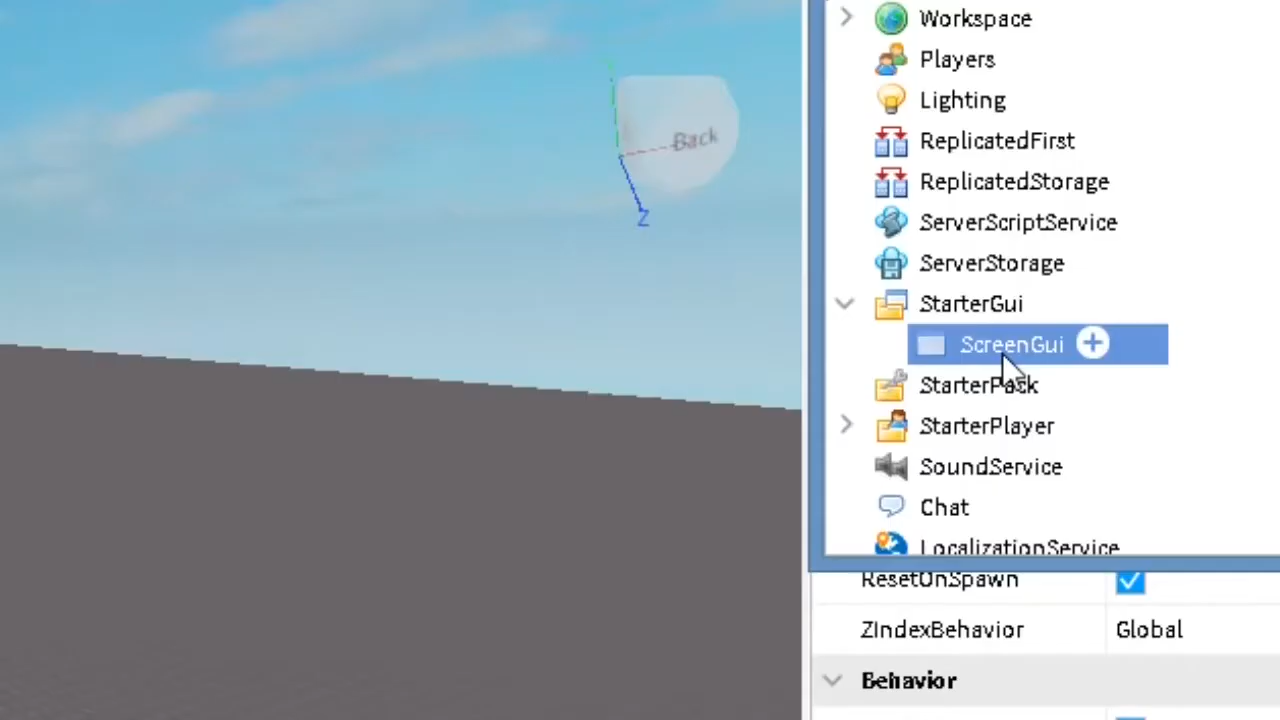 Workspace
Players
Lighting
ReplicatedFirst
ReplicatedStorage
ServerScriptService
ServerStorage
StarterGui
ScreenGui
StarterPack
StarterPlayer
SoundService
Chat
LocalizationService
ResetOnSpawn
ZIndexBehavior Global
Behavior
Back
Z